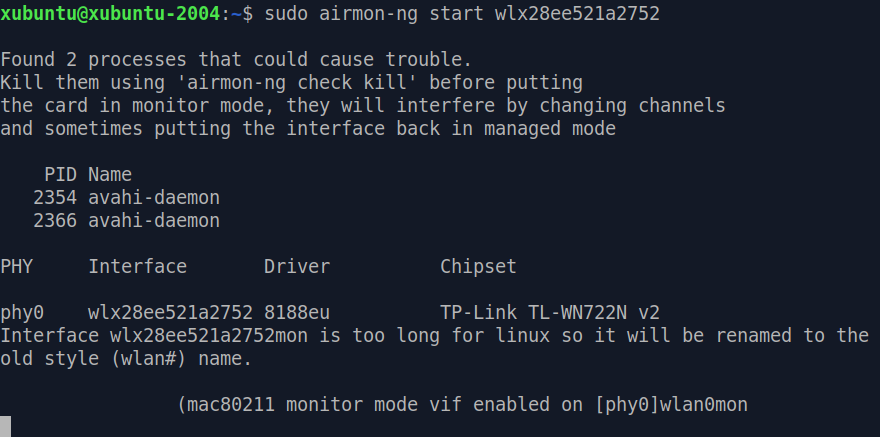 xubuntu@xubuntu-2004:~$ sudo airmon-ng start wlx28ee521a2752
Found 2 processes that could cause trouble.
Kill them using 'airmon-ng check kill' before putting
the card in monitor mode, they will interfere by changing channels
and sometimes putting the interface back in managed mode
PID Name
2354 avahi-daemon
2366 avahi-daemon
PHY Interface Driver Chipset
phy0 wlx28ee521a2752 8188eu TP-Link TL-WN722N v2
Interface wlx28ee521a2752mon is too long for linux so it will be renamed to the
old style (wlan#) name.
(mac80211 monitor mode vif enabled on [phy0]wlan0mon